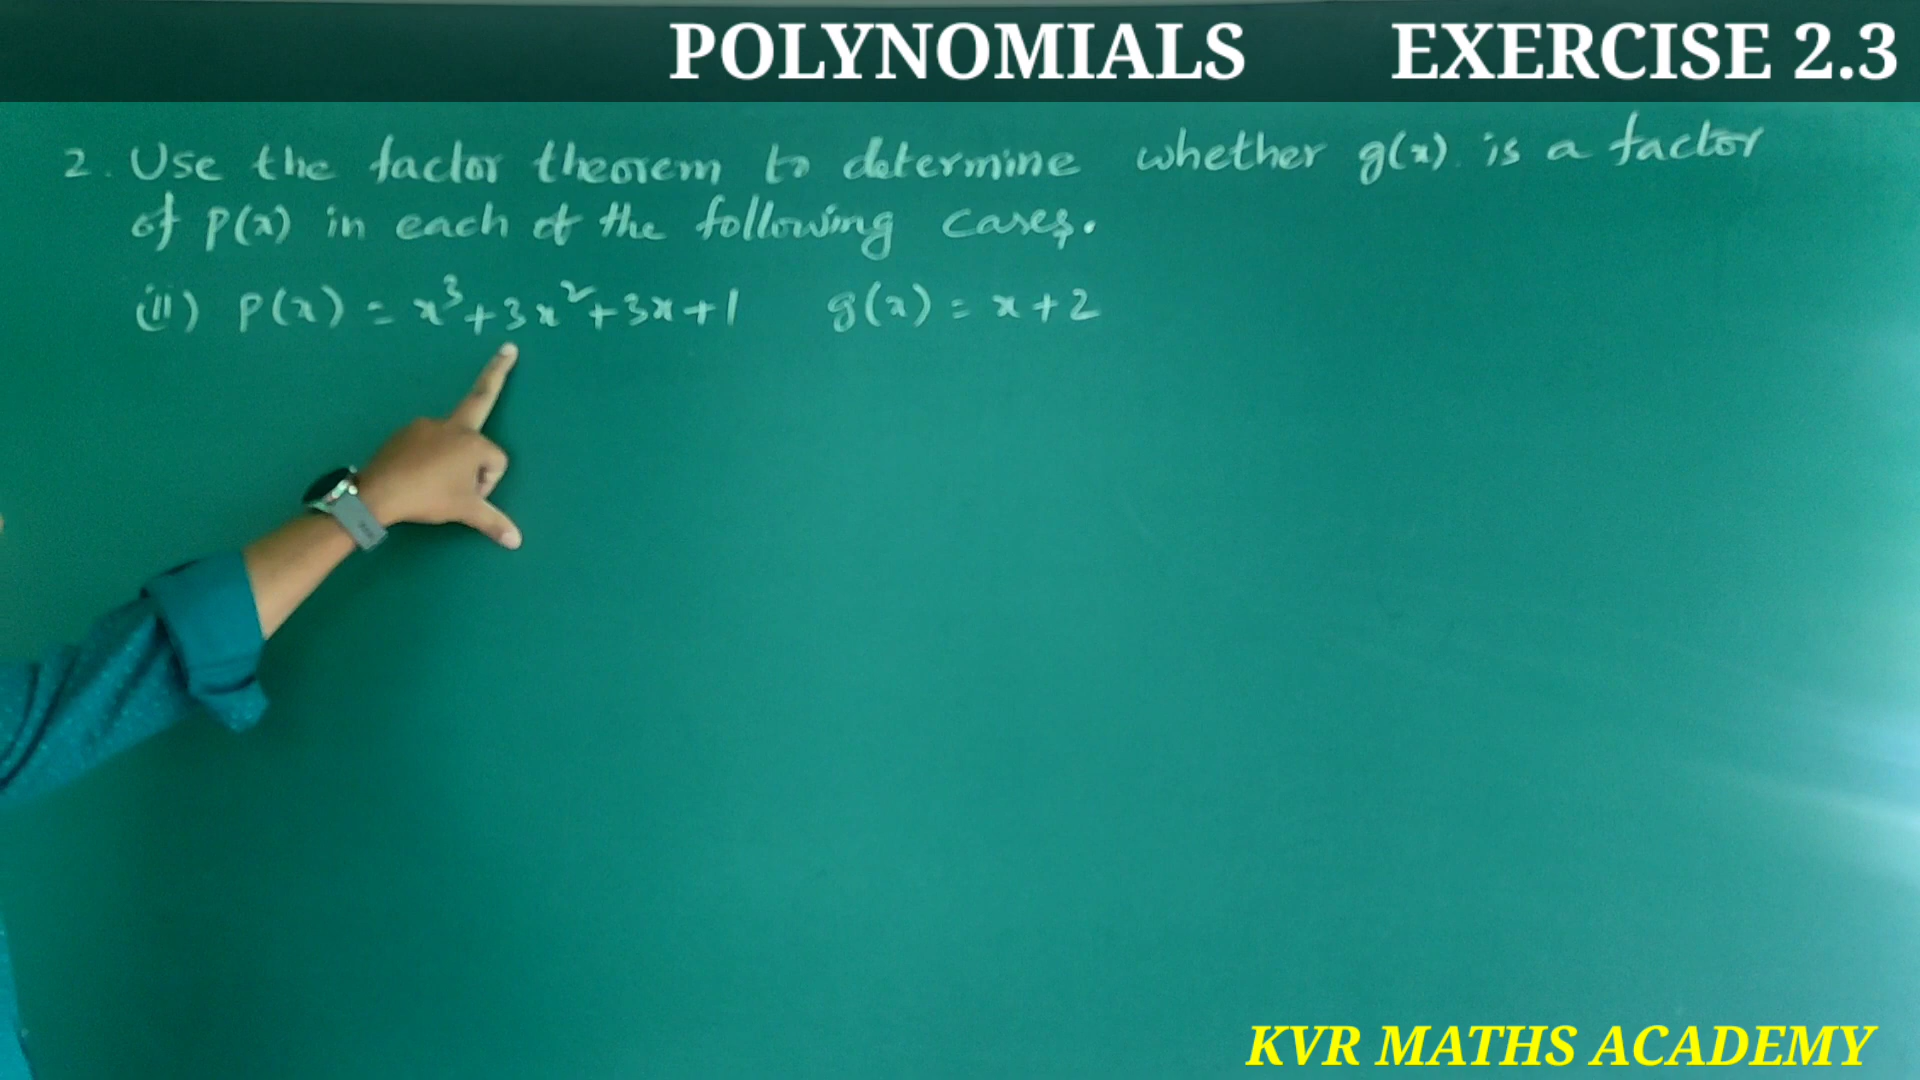 POLYNOMIALS EXERCISE 2.3
2. Use the factor theorem to determine whether g(x) is a factor
of p(x) in each of the following cases.
(ii) P(x) = x³+3x²+3x+1 g(x) = x+2
KVR MATHS ACADEMY